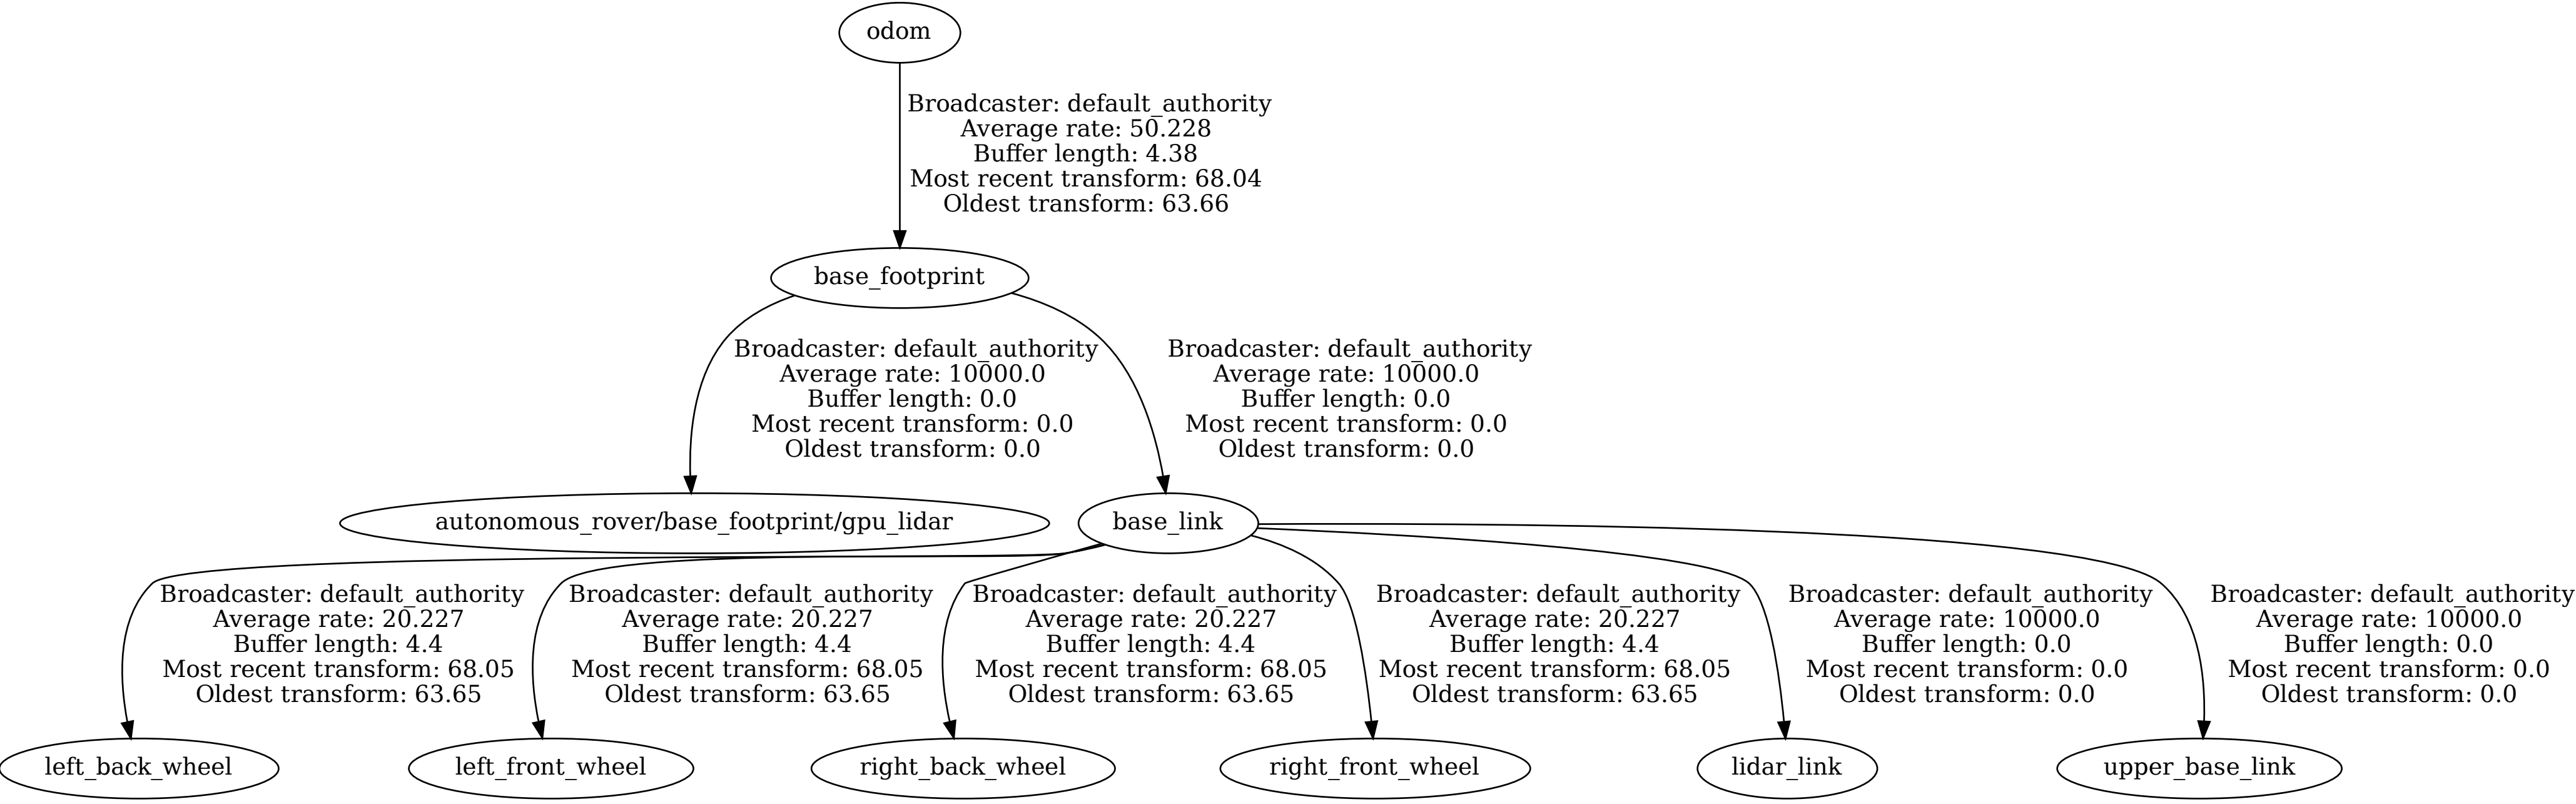 odom
Broadcaster: default_authority
Average rate: 50.228
Buffer length: 4.38
Most recent transform: 68.04
Oldest transform: 63.66
base_footprint
Broadcaster: default_authority
Average rate: 10000.0
Buffer length: 0.0
Most recent transform: 0.0
Oldest transform: 0.0
Broadcaster: default_authority
Average rate: 10000.0
Buffer length: 0.0
Most recent transform: 0.0
Oldest transform: 0.0
autonomous_rover/base_footprint/gpu_lidar
base_link
Broadcaster: default_authority
Average rate: 20.227
Buffer length: 4.4
Most recent transform: 68.05
Oldest transform: 63.65
Broadcaster: default_authority
Average rate: 20.227
Buffer length: 4.4
Most recent transform: 68.05
Oldest transform: 63.65
Broadcaster: default_authority
Average rate: 20.227
Buffer length: 4.4
Most recent transform: 68.05
Oldest transform: 63.65
Broadcaster: default_authority
Average rate: 20.227
Buffer length: 4.4
Most recent transform: 68.05
Oldest transform: 63.65
Broadcaster: default_authority
Average rate: 10000.0
Buffer length: 0.0
Most recent transform: 0.0
Oldest transform: 0.0
Broadcaster: default_authority
Average rate: 10000.0
Buffer length: 0.0
Most recent transform: 0.0
Oldest transform: 0.0
left_back_wheel
left_front_wheel
right_back_wheel
right_front_wheel
lidar_link
upper_base_link